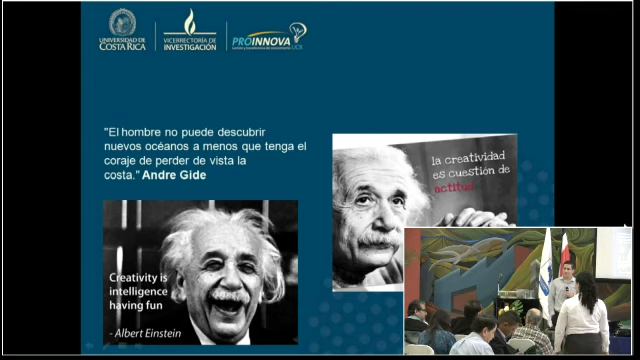 UNIVERSIDAD DE
COSTA RICA
VICERRECTORÍA DE
INVESTIGACIÓN
PROINNOVA
UCR
"El hombre no puede descubrir
nuevos océanos a menos que tenga el
coraje de perder de vista la
costa." Andre Gide
la creatividad
es cuestión de
actitud
Creativity is
intelligence
having fun
- Albert Einstein